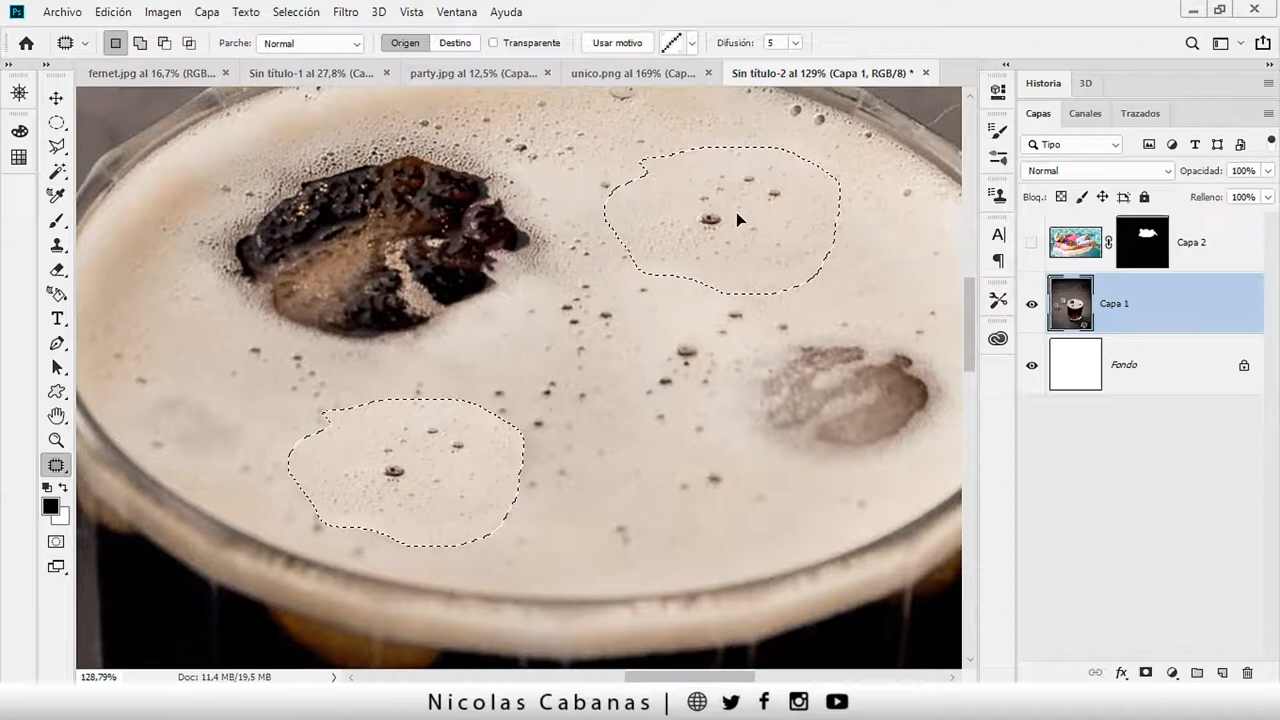 Ps Archivo Edición Imagen Capa Texto Selección Filtro 3D Vista Ventana Ayuda
Parche: Normal Origen Destino Transparente Usar motivo Difusión: 5
fernet.jpg al 16,7% (RGB... × Sin título-1 al 27,8% (Ca... × party.jpg al 12,5% (Capa... × unico.png al 169% (Cap... × Sin título-2 al 129% (Capa 1, RGB/8) * ×
Historia 3D
Capas Canales Trazados
Tipo
Normal Opacidad: 100%
Bloq.: Relleno: 100%
Capa 2
Capa 1
Fondo
128,79% Doc: 11,4 MB/19,5 MB
Nicolas Cabanas |